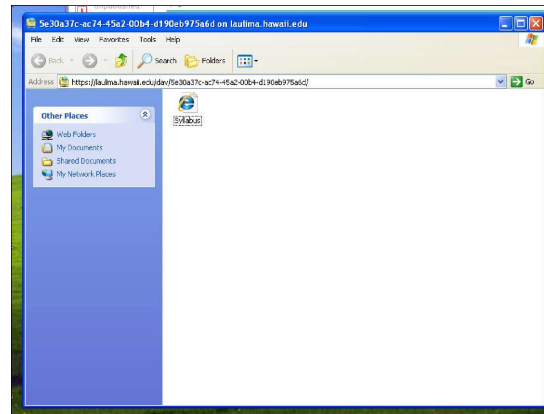 unpublished
5e30a37c-ac74-45a2-00b4-d190eb975a6d on laulima.hawaii.edu
File Edit View Favorites Tools Help
Back Search Folders
Address https://laulima.hawaii.edu/dav/5e30a37c-ac74-45a2-00b4-d190eb975a6d/ Go
Other Places
Web Folders
My Documents
Shared Documents
My Network Places
Syllabus